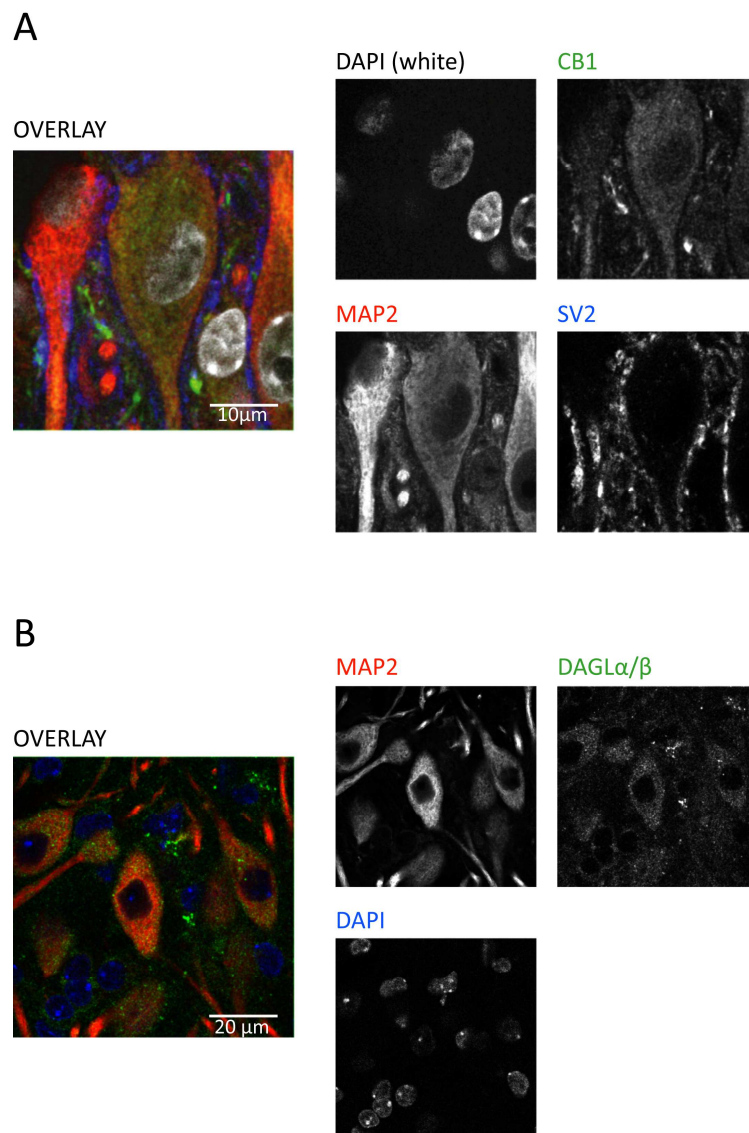 A
DAPI (white)
CB1
OVERLAY
MAP2
SV2
10µm
B
MAP2
DAGLα/β
OVERLAY
DAPI
20 µm